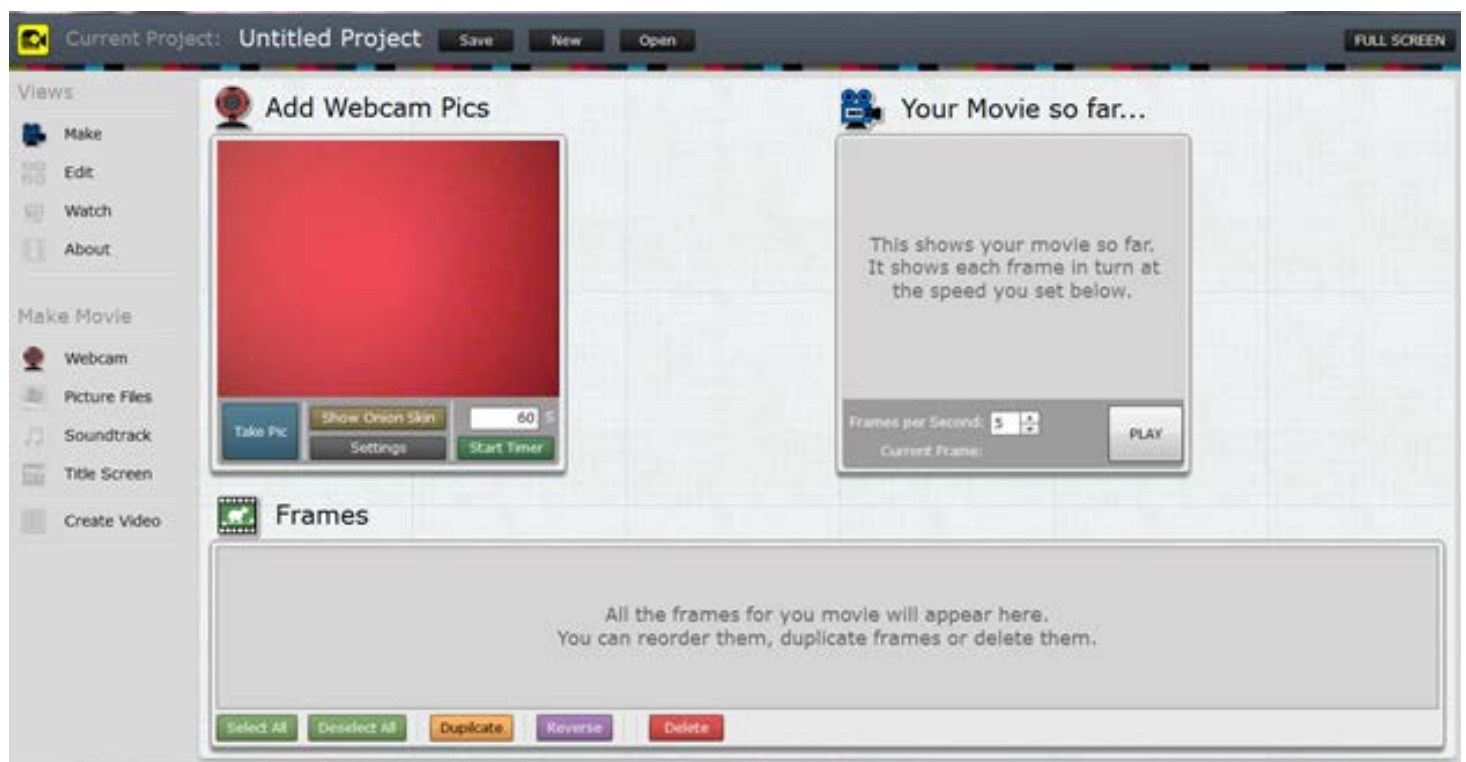 Current Project: Untitled Project Save New Open FULL SCREEN
Views
Make
Edit
Watch
About
Make Movie
Webcam
Picture Files
Soundtrack
Title Screen
Create Video
Add Webcam Pics
Take Pic
Show Onion Skin
Settings
60 S
Start Timer
Your Movie so far...
This shows your movie so far.
It shows each frame in turn at
the speed you set below.
Frames per Second: 5
Current Frame:
PLAY
Frames
All the frames for you movie will appear here.
You can reorder them, duplicate frames or delete them.
Select All Deselect All Duplicate Reverse Delete